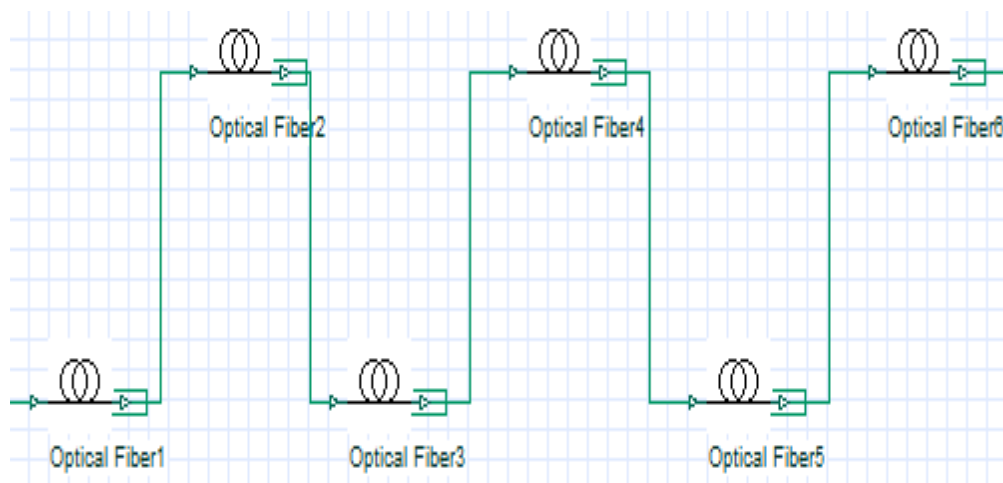 Optical Fiber2
Optical Fiber4
Optical Fiber6
Optical Fiber1
Optical Fiber3
Optical Fiber5